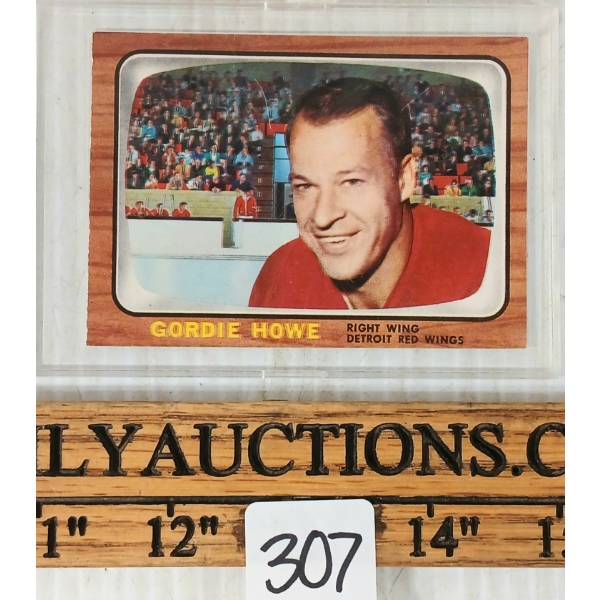 GORDIE HOWE
RIGHT WING
DETROIT RED WINGS
LYAUCTIONS.C
1" 12" 14"
307